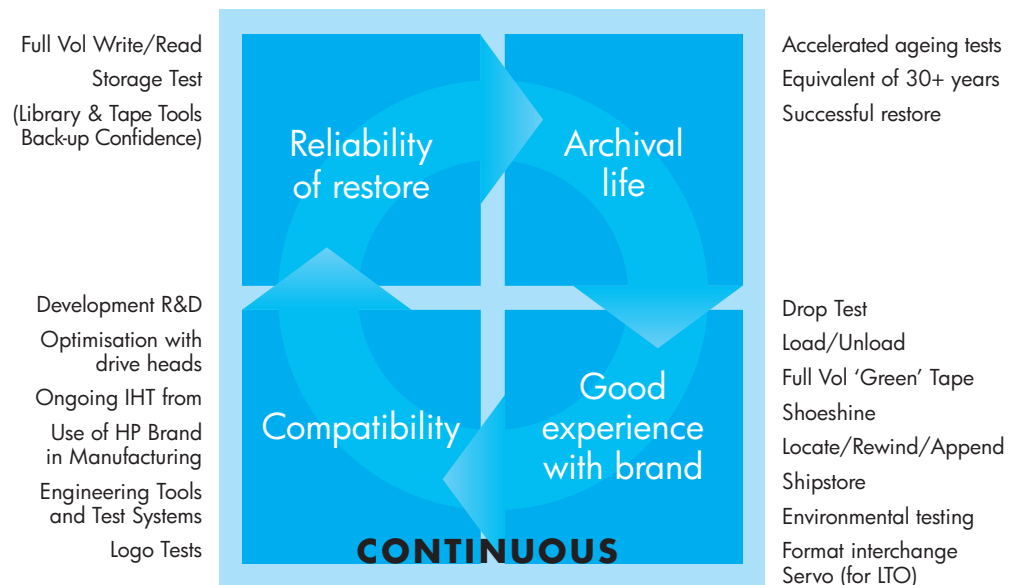 Full Vol Write/Read
Storage Test
(Library & Tape Tools
Back-up Confidence)
Reliability
of restore
Archival
life
Accelerated ageing tests
Equivalent of 30+ years
Successful restore
Development R&D
Optimisation with
drive heads
Ongoing IHT from
Use of HP Brand
in Manufacturing
Engineering Tools
and Test Systems
Logo Tests
Compatibility
Good
experience
with brand
CONTINUOUS
Drop Test
Load/Unload
Full Vol ‘Green’ Tape
Shoeshine
Locate/Rewind/Append
Shipstore
Environmental testing
Format interchange
Servo (for LTO)